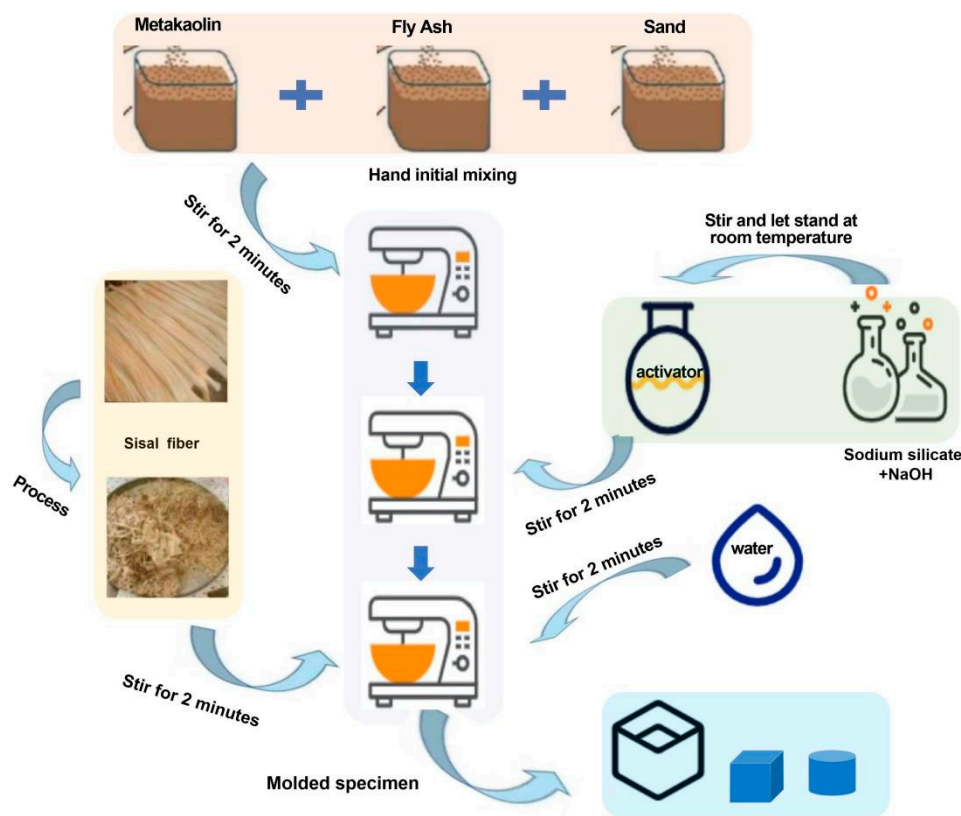 Metakaolin
Fly Ash
Sand
Hand initial mixing
Stir for 2 minutes
Stir and let stand at
room temperature
activator
Sisal fiber
Process
Sodium silicate
+NaOH
Stir for 2 minutes
water
Stir for 2 minutes
Stir for 2 minutes
Molded specimen